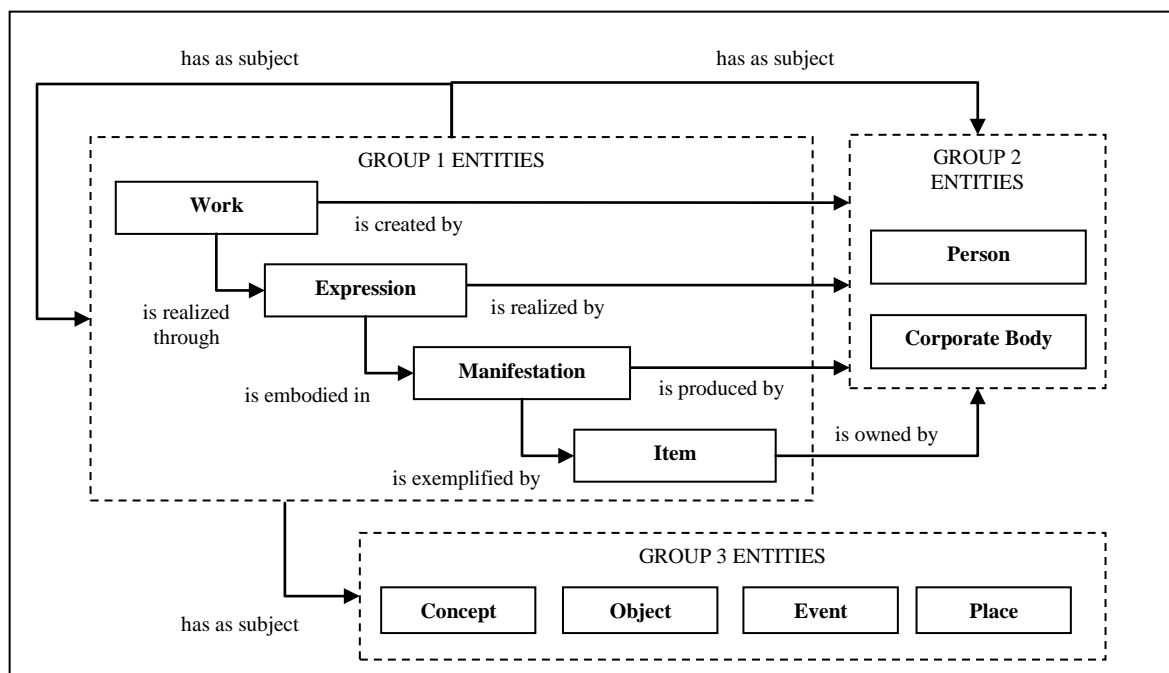 has as subject
has as subject
GROUP 1 ENTITIES
GROUP 2
ENTITIES
Work
is created by
Person
Expression
is realized
through
is realized by
Corporate Body
Manifestation
is embodied in
is produced by
Item
is owned by
is exemplified by
GROUP 3 ENTITIES
Concept
Object
Event
Place
has as subject